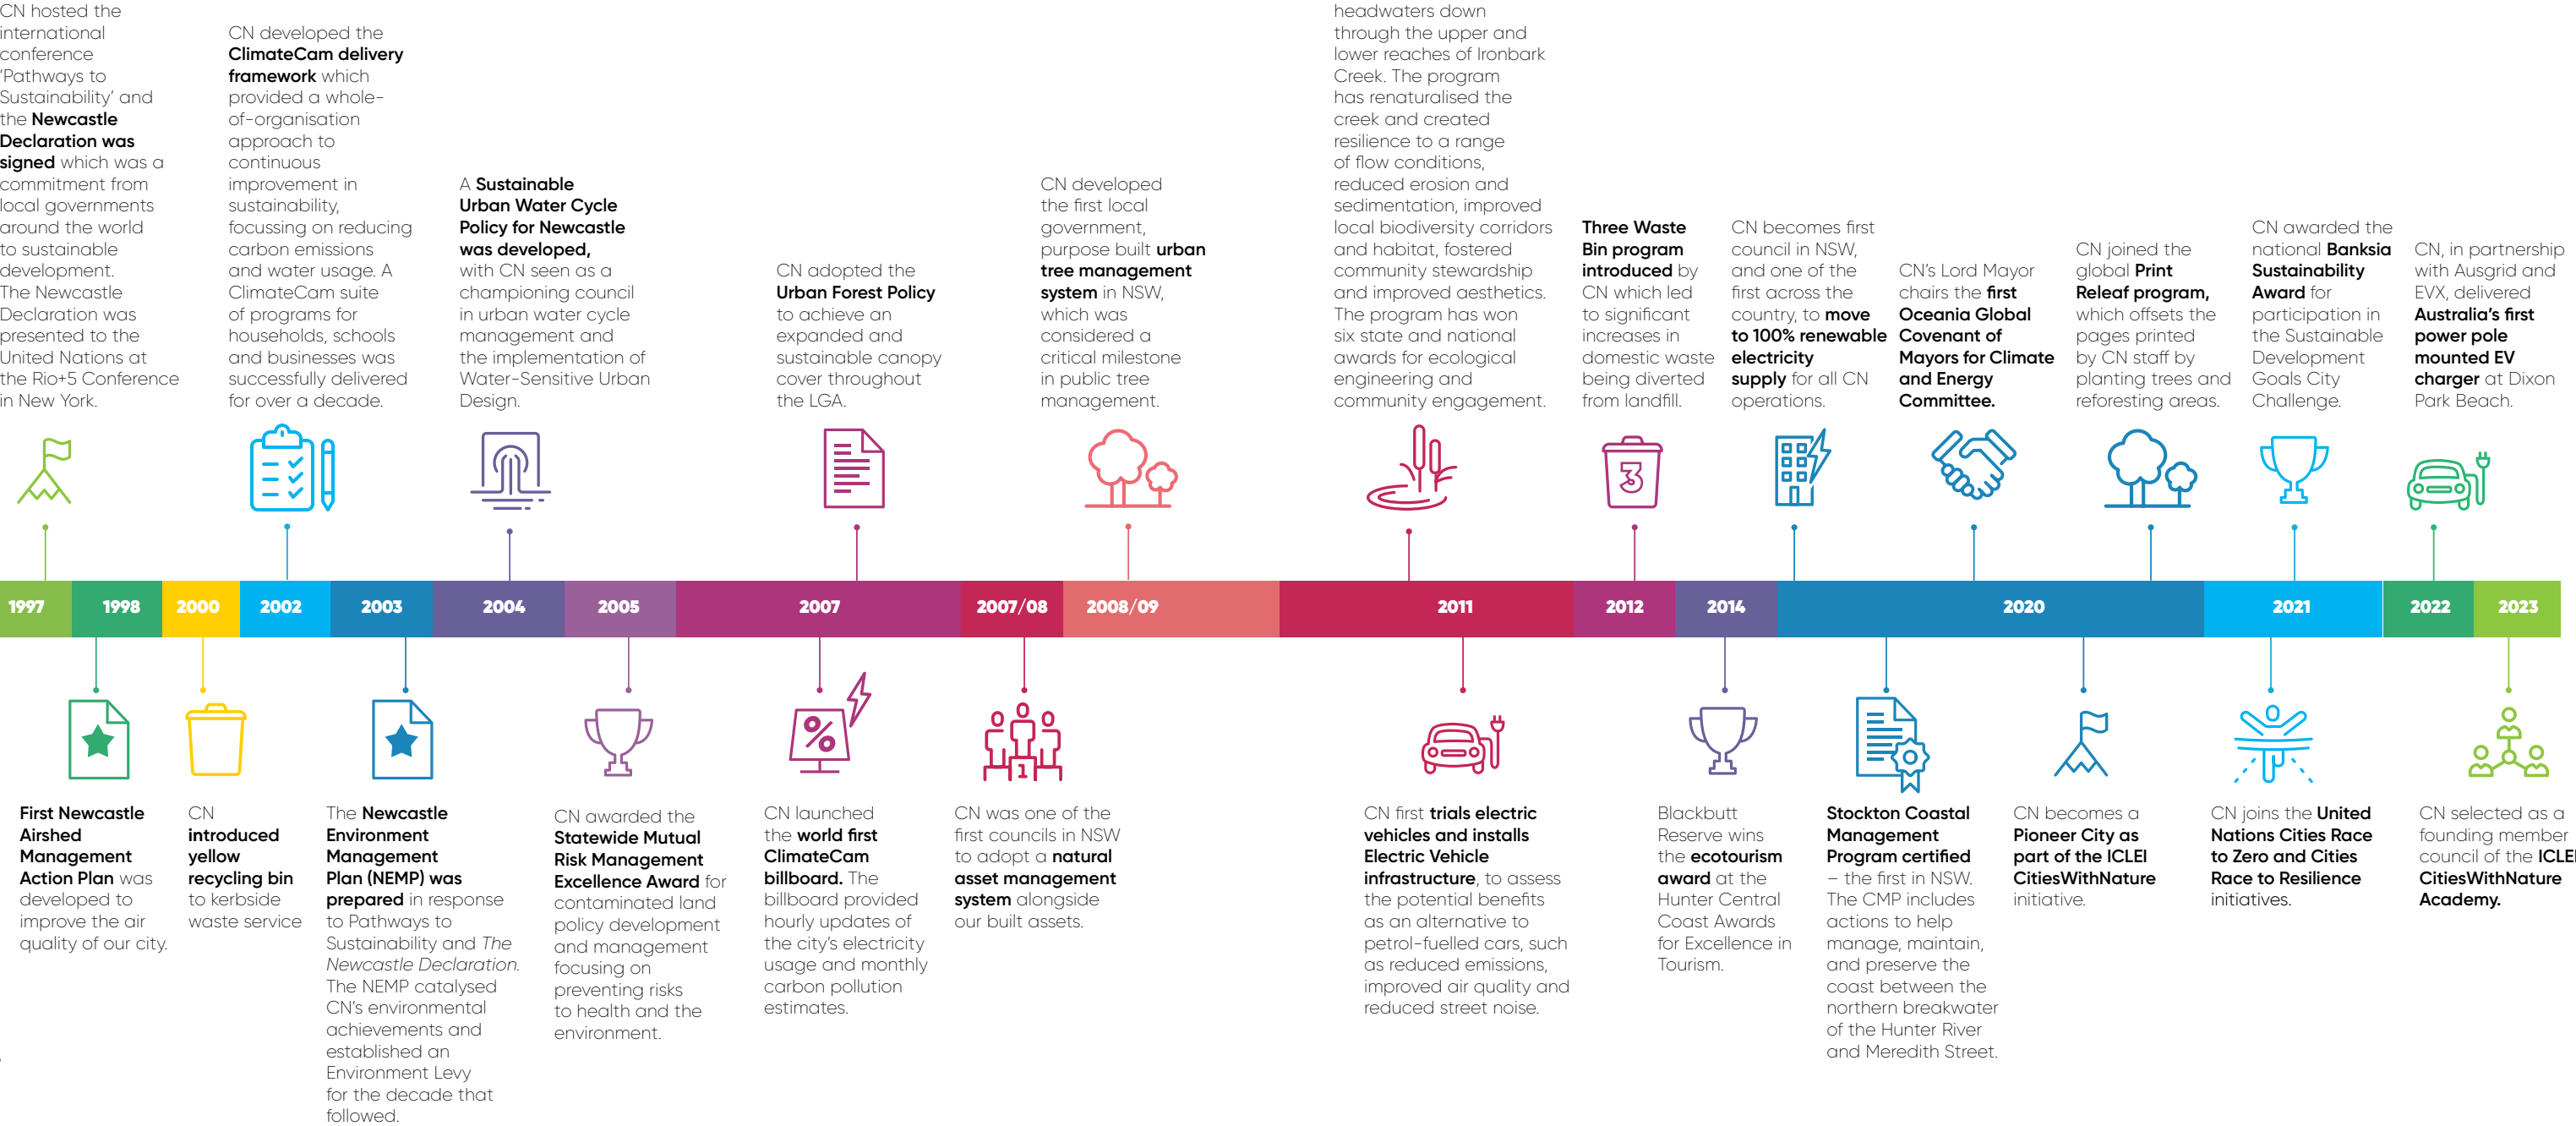 CN hosted the
international
conference
‘Pathways to
Sustainability’ and
the Newcastle
Declaration was
signed which was a
commitment from
local governments
around the world
to sustainable
development.
The Newcastle
Declaration was
presented to the
United Nations at
the Rio+5 Conference
in New York.
CN developed the
ClimateCam delivery
framework which
provided a whole-
of-organisation
approach to
continuous
improvement in
sustainability,
focussing on reducing
carbon emissions
and water usage. A
ClimateCam suite
of programs for
households, schools
and businesses was
successfully delivered
for over a decade.
A Sustainable
Urban Water Cycle
Policy for Newcastle
was developed,
with CN seen as a
championing council
in urban water cycle
management and
the implementation of
Water-Sensitive Urban
Design.
CN adopted the
Urban Forest Policy
to achieve an
expanded and
sustainable canopy
cover throughout
the LGA.
CN developed
the first local
government,
purpose built urban
tree management
system in NSW,
which was
considered a
critical milestone
in public tree
management.
headwaters down
through the upper and
lower reaches of Ironbark
Creek. The program
has renaturalised the
creek and created
resilience to a range
of flow conditions,
reduced erosion and
sedimentation, improved
local biodiversity corridors
and habitat, fostered
community stewardship
and improved aesthetics.
The program has won
six state and national
awards for ecological
engineering and
community engagement.
Three Waste
Bin program
introduced by
CN which led
to significant
increases in
domestic waste
being diverted
from landfill.
CN becomes first
council in NSW,
and one of the
first across the
country, to move
to 100% renewable
electricity
supply for all CN
operations.
CN’s Lord Mayor
chairs the first
Oceania Global
Covenant of
Mayors for Climate
and Energy
Committee.
CN joined the
global Print
Releaf program,
which offsets the
pages printed
by CN staff by
planting trees and
reforesting areas.
CN awarded the
national Banksia
Sustainability
Award for
participation in
the Sustainable
Development
Goals City
Challenge.
CN, in partnership
with Ausgrid and
EVX, delivered
Australia’s first
power pole
mounted EV
charger at Dixon
Park Beach.
3
1997 1998 2000 2002 2003 2004 2005 2007 2007/08 2008/09 2011 2012 2014 2020 2021 2022 2023
%
1
First Newcastle
Airshed
Management
Action Plan was
developed to
improve the air
quality of our city.
CN
introduced
yellow
recycling bin
to kerbside
waste service
The Newcastle
Environment
Management
Plan (NEMP) was
prepared in response
to Pathways to
Sustainability and The
Newcastle Declaration.
The NEMP catalysed
CN’s environmental
achievements and
established an
Environment Levy
for the decade that
followed.
CN awarded the
Statewide Mutual
Risk Management
Excellence Award for
contaminated land
policy development
and management
focusing on
preventing risks
to health and the
environment.
CN launched
the world first
ClimateCam
billboard. The
billboard provided
hourly updates of
the city’s electricity
usage and monthly
carbon pollution
estimates.
CN was one of the
first councils in NSW
to adopt a natural
asset management
system alongside
our built assets.
CN first trials electric
vehicles and installs
Electric Vehicle
infrastructure, to assess
the potential benefits
as an alternative to
petrol-fuelled cars, such
as reduced emissions,
improved air quality and
reduced street noise.
Blackbutt
Reserve wins
the ecotourism
award at the
Hunter Central
Coast Awards
for Excellence in
Tourism.
Stockton Coastal
Management
Program certified
– the first in NSW.
The CMP includes
actions to help
manage, maintain,
and preserve the
coast between the
northern breakwater
of the Hunter River
and Meredith Street.
CN becomes a
Pioneer City as
part of the ICLEI
CitiesWithNature
initiative.
CN joins the United
Nations Cities Race
to Zero and Cities
Race to Resilience
initiatives.
CN selected as a
founding member
council of the ICLEI
CitiesWithNature
Academy.